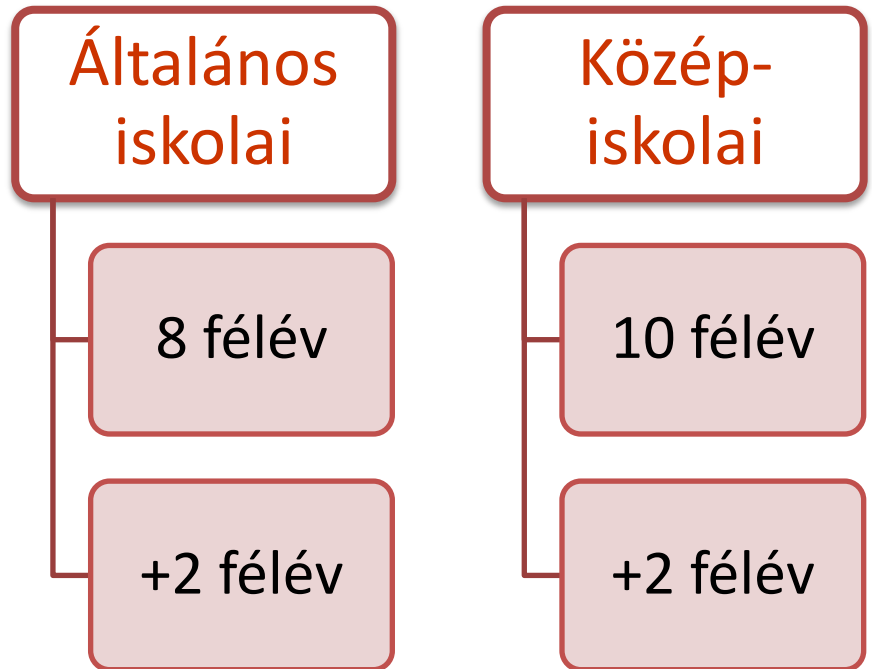 Általános
iskolai
8 félév
+2 félév
Közép-
iskolai
10 félév
+2 félév